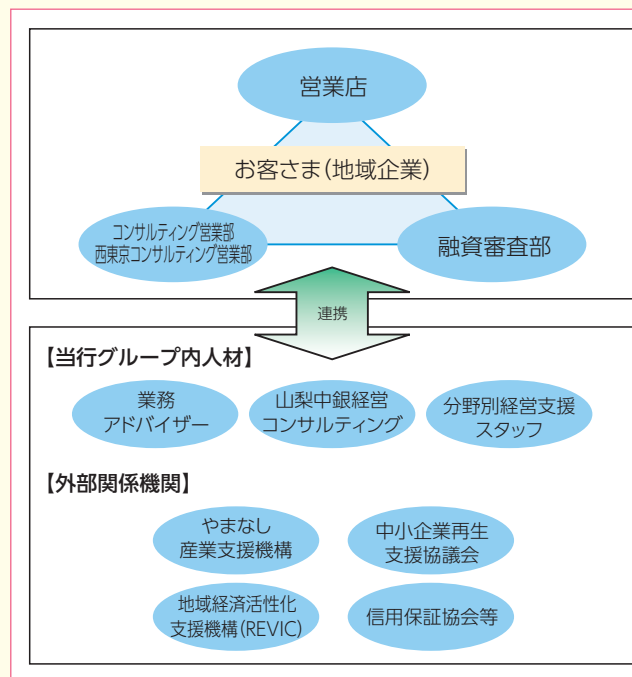 営業店
お客さま(地域企業)
コンサルティング営業部
西東京コンサルティング営業部
融資審査部
連携
【当行グループ内人材】
業務
アドバイザー
山梨中銀経営
コンサルティング
分野別経営支援
スタッフ
【外部関係機関】
やまなし
産業支援機構
中小企業再生
支援協議会
地域経済活性化
支援機構(REVIC)
信用保証協会等